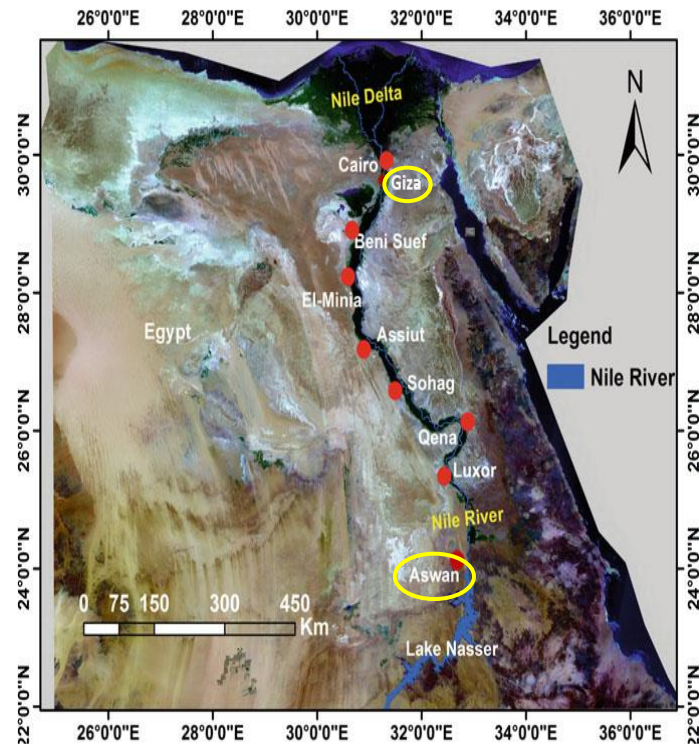 26°0'0"E 28°0'0"E 30°0'0"E 32°0'0"E 34°0'0"E 36°0'0"E
N
Nile Delta
30°0'0"N
30°0'0"N
Cairo
Giza
Beni Suef
28°0'0"N
28°0'0"N
El-Minia
Egypt
Assiut
Legend
Nile River
Sohag
26°0'0"N
26°0'0"N
Qena
Luxor
Nile River
24°0'0"N
24°0'0"N
Aswan
0 75 150 300 450
Km
Lake Nasser
22°0'0"N
22°0'0"N
26°0'0"E 28°0'0"E 30°0'0"E 32°0'0"E 34°0'0"E 36°0'0"E